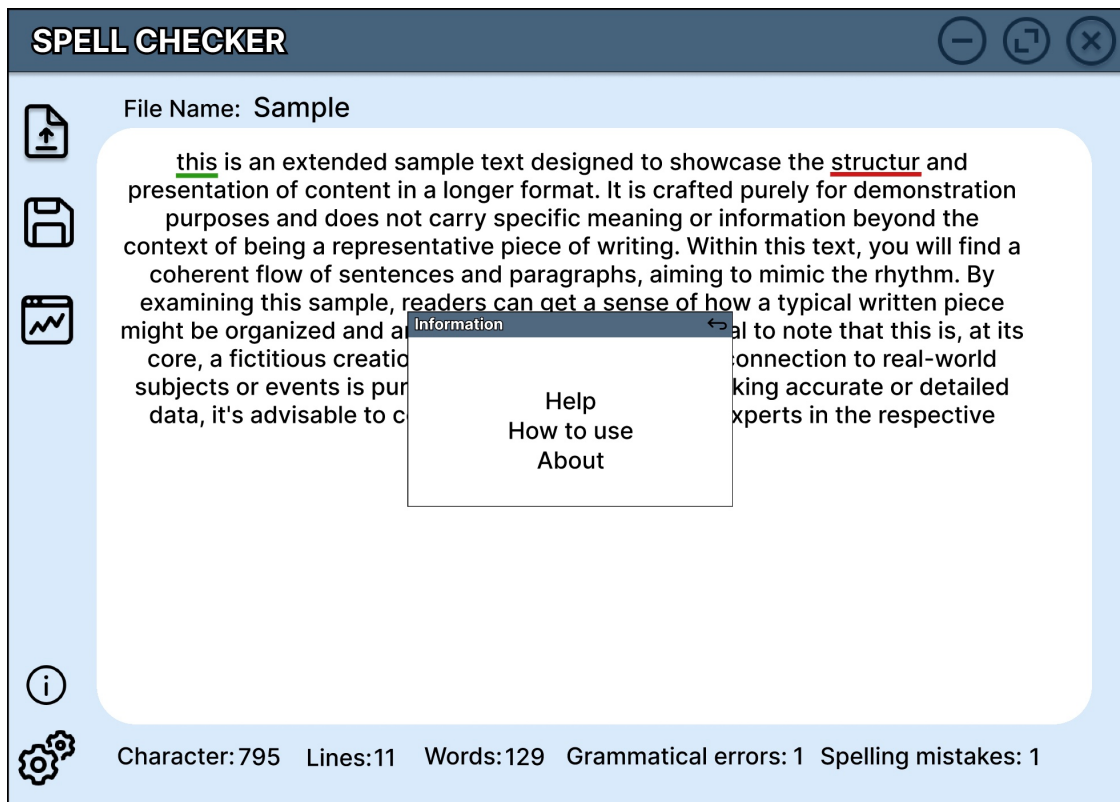 SPELL CHECKER
File Name: Sample
this is an extended sample text designed to showcase the structur and
presentation of content in a longer format. It is crafted purely for demonstration
purposes and does not carry specific meaning or information beyond the
context of being a representative piece of writing. Within this text, you will find a
coherent flow of sentences and paragraphs, aiming to mimic the rhythm. By
examining this sample, readers can get a sense of how a typical written piece
might be organized and to note that this is, at its
core, a fictitious connection to real-world
subjects or events is accurate or detailed
data, it's advisable to in the respective
Information
Help
How to use
About
Character: 795 Lines: 11 Words: 129 Grammatical errors: 1 Spelling mistakes: 1